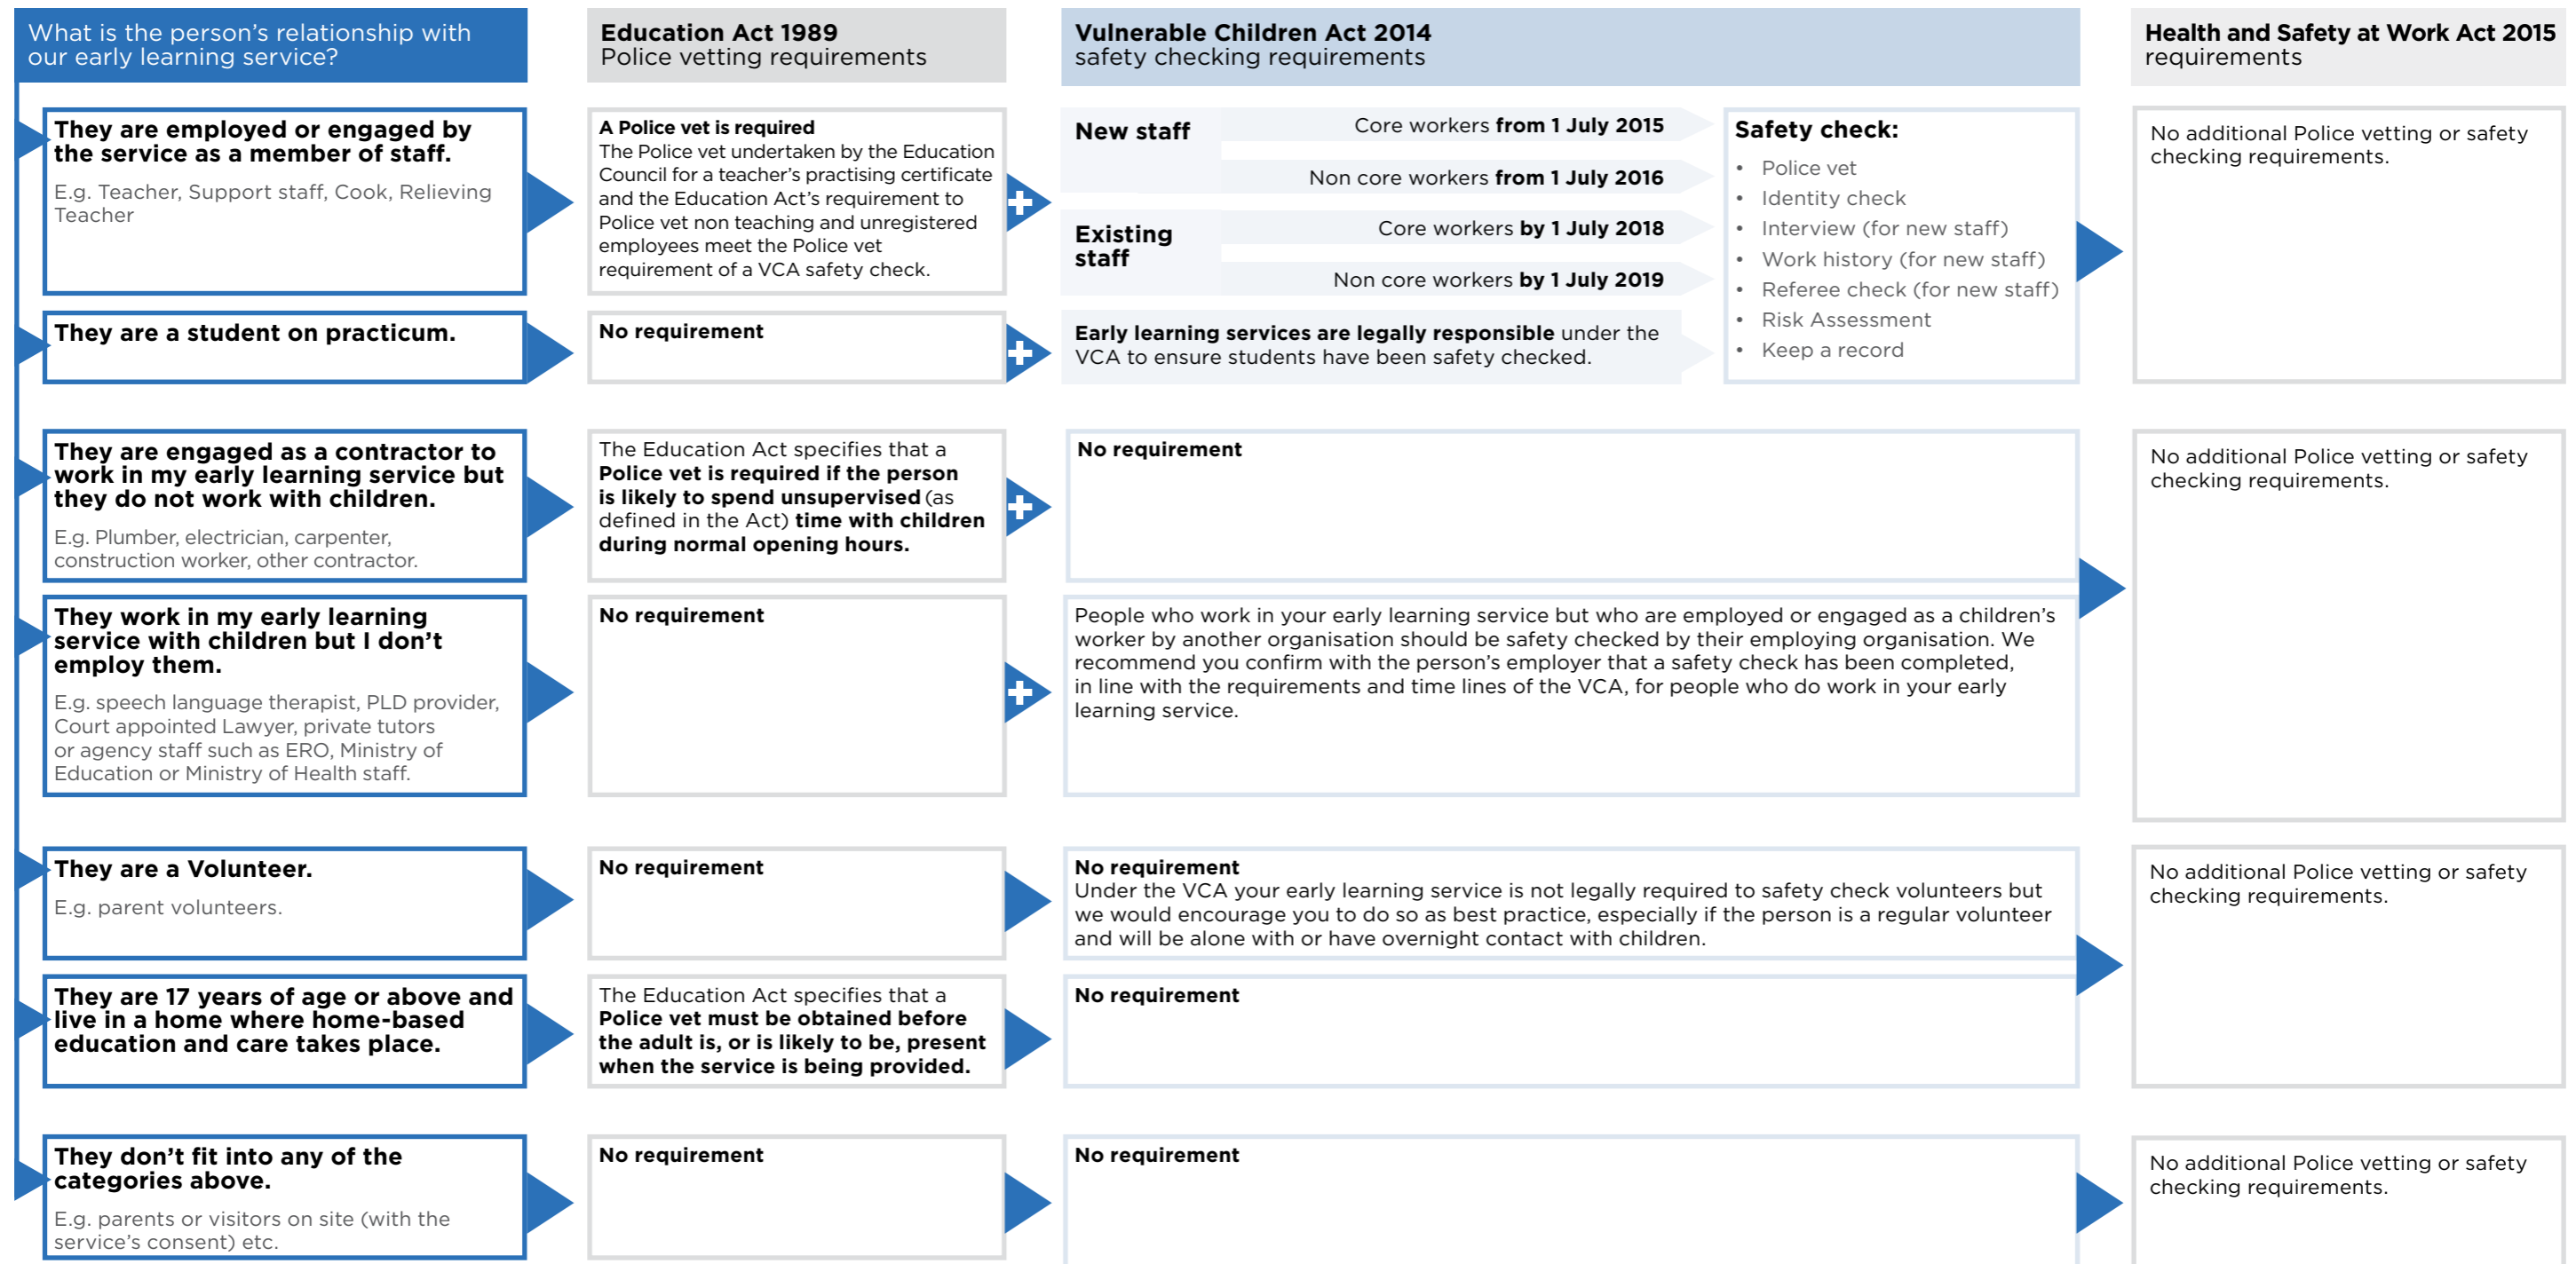 What is the person's relationship with
our early learning service?
Education Act 1989
Police vetting requirements
Vulnerable Children Act 2014
safety checking requirements
Health and Safety at Work Act 2015
requirements
They are employed or engaged by
the service as a member of staff.
E.g. Teacher, Support staff, Cook, Relieving
Teacher
A Police vet is required
The Police vet undertaken by the Education
Council for a teacher's practising certificate
and the Education Act's requirement to
Police vet non teaching and unregistered
employees meet the Police vet
requirement of a VCA safety check.
New staff
Core workers from 1 July 2015
Non core workers from 1 July 2016
Existing
staff
Core workers by 1 July 2018
Non core workers by 1 July 2019
Safety check:
• Police vet
• Identity check
• Interview (for new staff)
• Work history (for new staff)
• Referee check (for new staff)
• Risk Assessment
• Keep a record
No additional Police vetting or safety
checking requirements.
They are a student on practicum.
No requirement
Early learning services are legally responsible under the
VCA to ensure students have been safety checked.
They are engaged as a contractor to
work in my early learning service but
they do not work with children.
E.g. Plumber, electrician, carpenter,
construction worker, other contractor.
The Education Act specifies that a
Police vet is required if the person
is likely to spend unsupervised (as
defined in the Act) time with children
during normal opening hours.
No requirement
No additional Police vetting or safety
checking requirements.
They work in my early learning
service with children but I don't
employ them.
E.g. speech language therapist, PLD provider,
Court appointed Lawyer, private tutors
or agency staff such as ERO, Ministry of
Education or Ministry of Health staff.
No requirement
People who work in your early learning service but who are employed or engaged as a children's
worker by another organisation should be safety checked by their employing organisation. We
recommend you confirm with the person's employer that a safety check has been completed,
in line with the requirements and time lines of the VCA, for people who do work in your early
learning service.
They are a Volunteer.
E.g. parent volunteers.
No requirement
No requirement
Under the VCA your early learning service is not legally required to safety check volunteers but
we would encourage you to do so as best practice, especially if the person is a regular volunteer
and will be alone with or have overnight contact with children.
No additional Police vetting or safety
checking requirements.
They are 17 years of age or above and
live in a home where home-based
education and care takes place.
The Education Act specifies that a
Police vet must be obtained before
the adult is, or is likely to be, present
when the service is being provided.
No requirement
They don't fit into any of the
categories above.
E.g. parents or visitors on site (with the
service's consent) etc.
No requirement
No requirement
No additional Police vetting or safety
checking requirements.